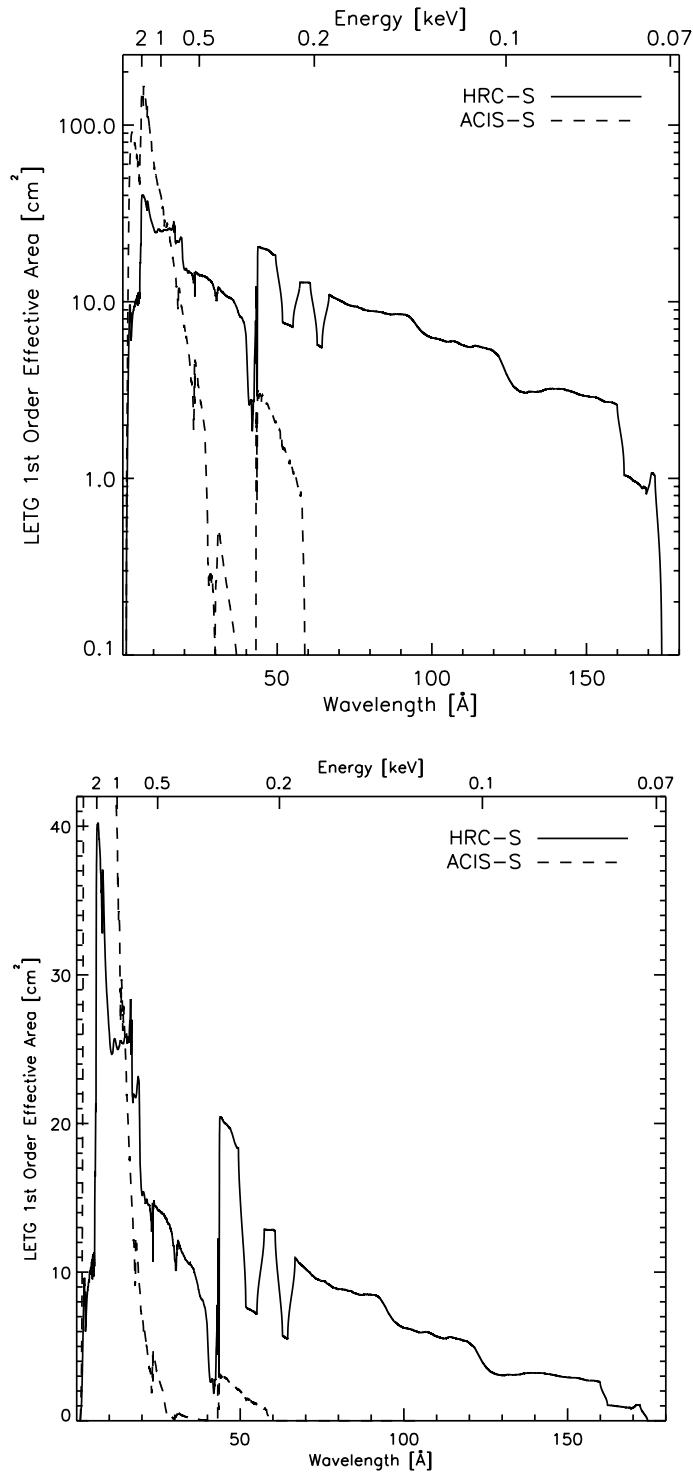 Energy [keV]
2 1 0.5 0.2 0.1 0.07
HRC−S
ACIS−S
100.0
10.0
1.0
0.1
LETG 1st Order Effective Area [cm²]
50 100 150
Wavelength [Å]
Energy [keV]
2 1 0.5 0.2 0.1 0.07
HRC−S
ACIS−S
40
30
20
10
0
LETG 1st Order Effective Area [cm²]
50 100 150
Wavelength [Å]